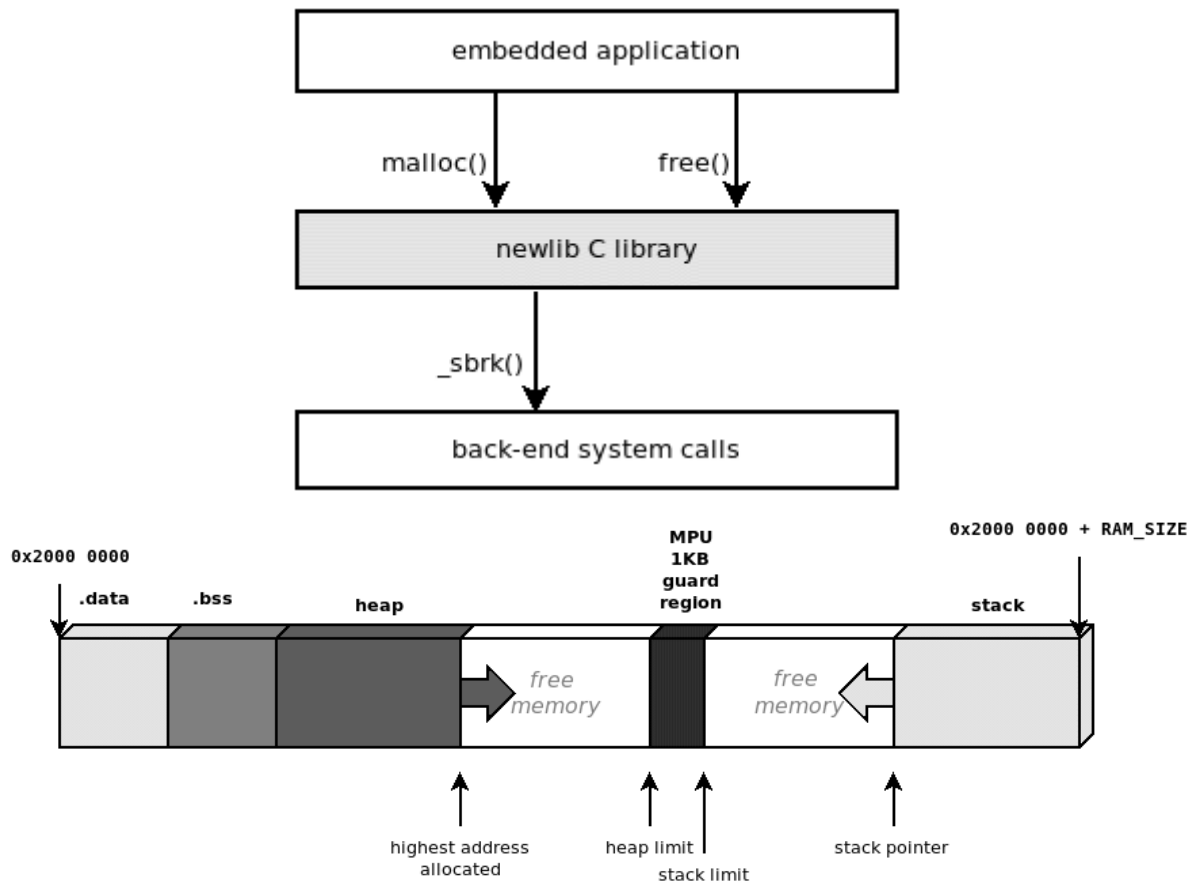 embedded application
malloc()
free()
newlib C library
_sbrk()
back-end system calls
0x2000 0000 + RAM_SIZE
MPU
1KB
guard
region
0x2000 0000
.data
.bss
heap
stack
free
memory
free
memory
highest address
allocated
heap limit
stack limit
stack pointer